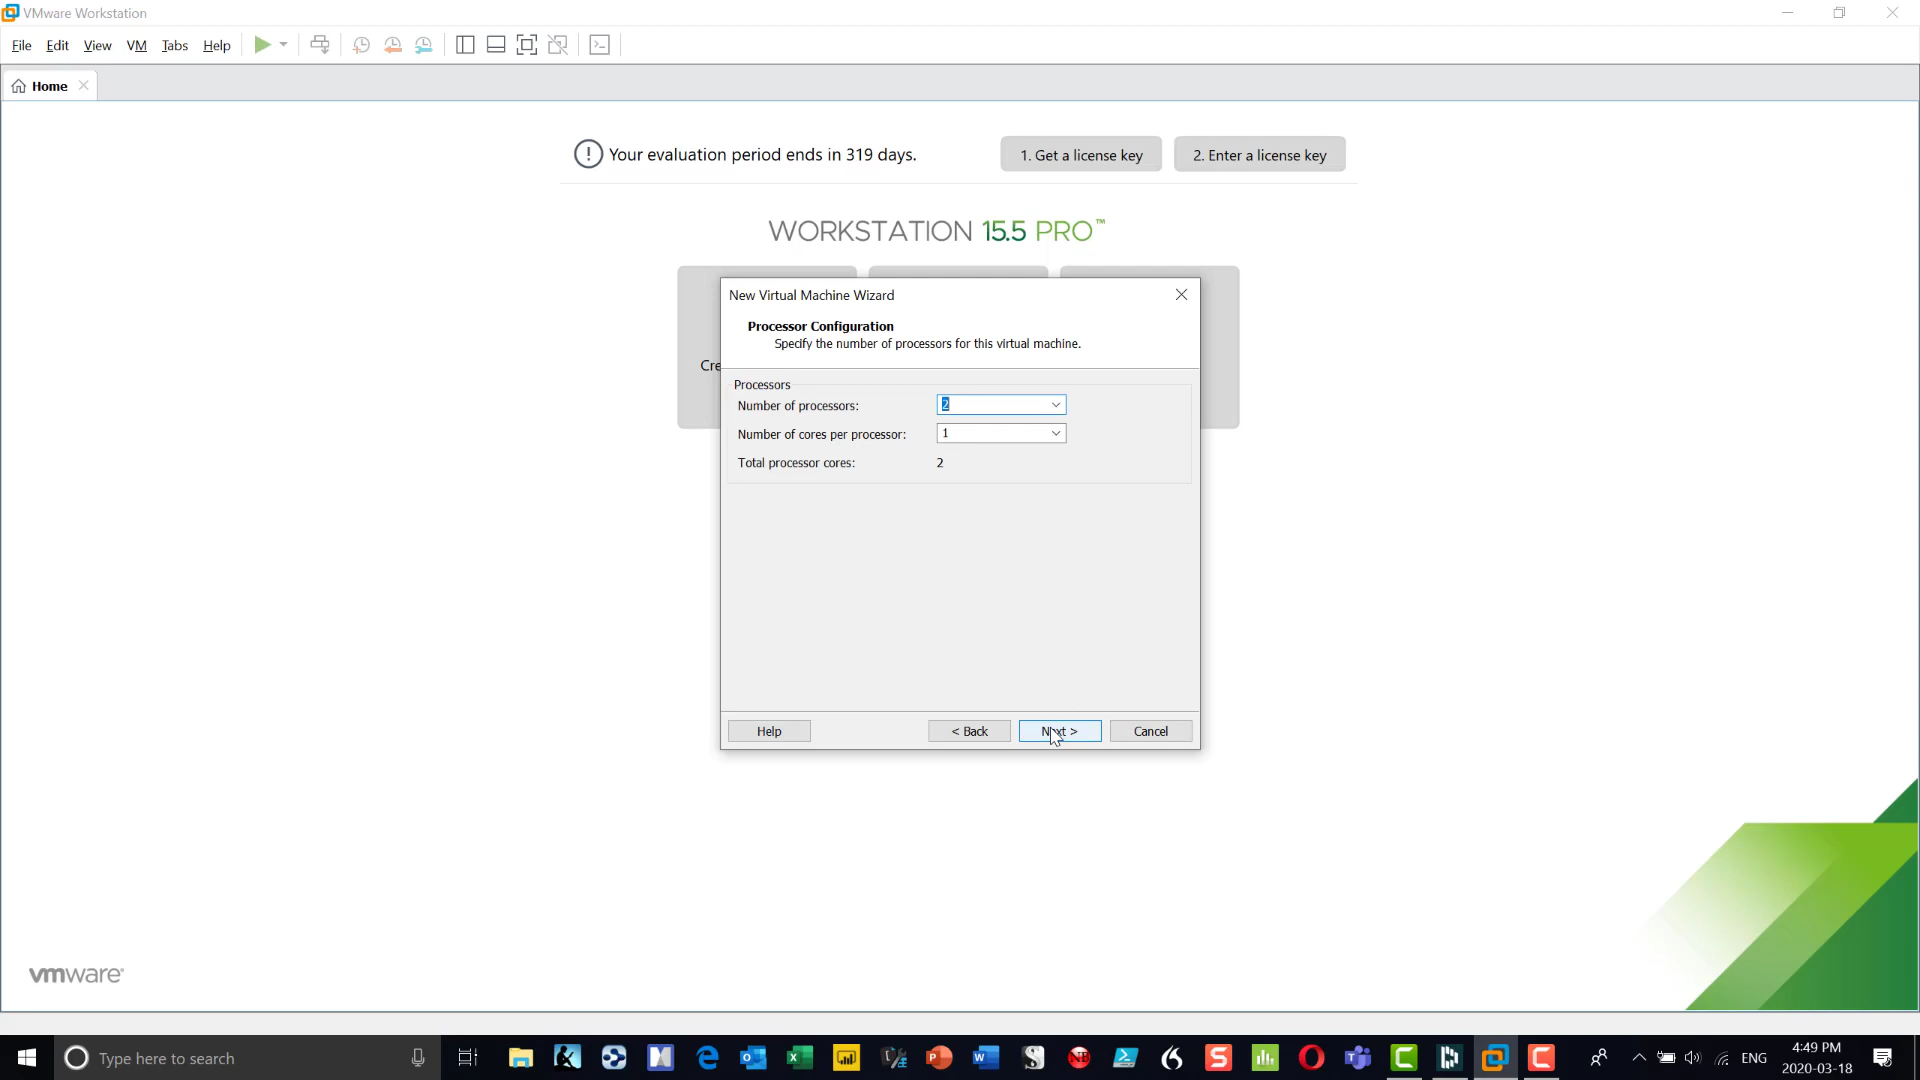 VMware Workstation
File Edit View VM Tabs Help
Home
Your evaluation period ends in 319 days. 1. Get a license key 2. Enter a license key
WORKSTATION 15.5 PRO™
Cre
New Virtual Machine Wizard
Processor Configuration
Specify the number of processors for this virtual machine.
Processors
Number of processors: 2
Number of cores per processor: 1
Total processor cores: 2
Help < Back Next > Cancel
vmware®
Type here to search
ENG
4:49 PM
2020-03-18